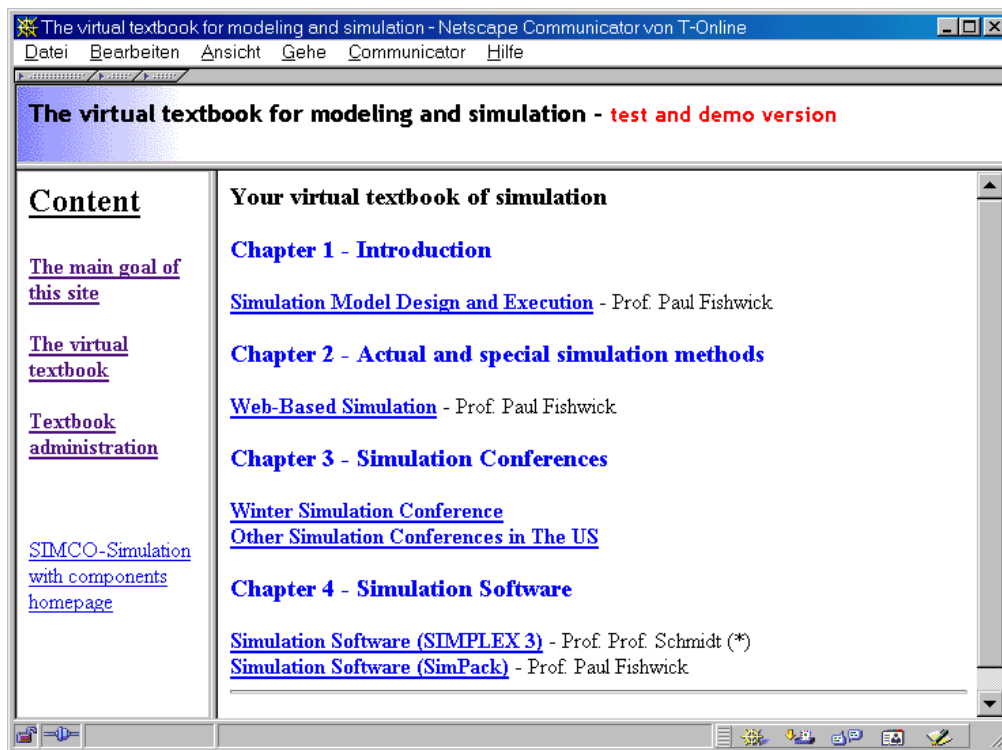 The virtual textbook for modeling and simulation - Netscape Communicator von T-Online
Datei Bearbeiten Ansicht Gehe Communicator Hilfe
The virtual textbook for modeling and simulation - test and demo version
Content
The main goal of
this site
The virtual
textbook
Textbook
administration
SIMCO-Simulation
with components
homepage
Your virtual textbook of simulation
Chapter 1 - Introduction
Simulation Model Design and Execution - Prof. Paul Fishwick
Chapter 2 - Actual and special simulation methods
Web-Based Simulation - Prof. Paul Fishwick
Chapter 3 - Simulation Conferences
Winter Simulation Conference
Other Simulation Conferences in The US
Chapter 4 - Simulation Software
Simulation Software (SIMPLEX 3) - Prof. Prof. Schmidt (*)
Simulation Software (SimPack) - Prof. Paul Fishwick